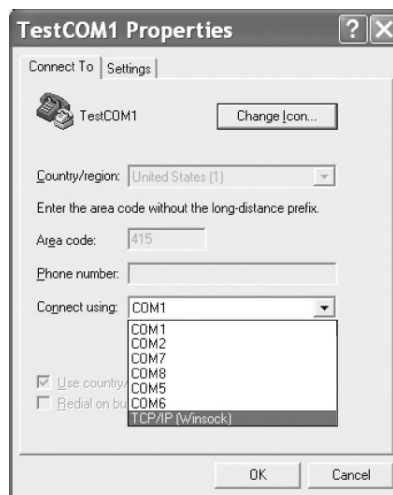 TestCOM1 Properties
Connect To Settings
TestCOM1 Change Icon...
Country/region: United States (1)
Enter the area code without the long-distance prefix.
Area code: 415
Phone number:
Connect using: COM1
COM1
COM2
COM7
COM8
COM5
COM6
TCP/IP (Winsock)
Use country/
Redial on bu
OK Cancel